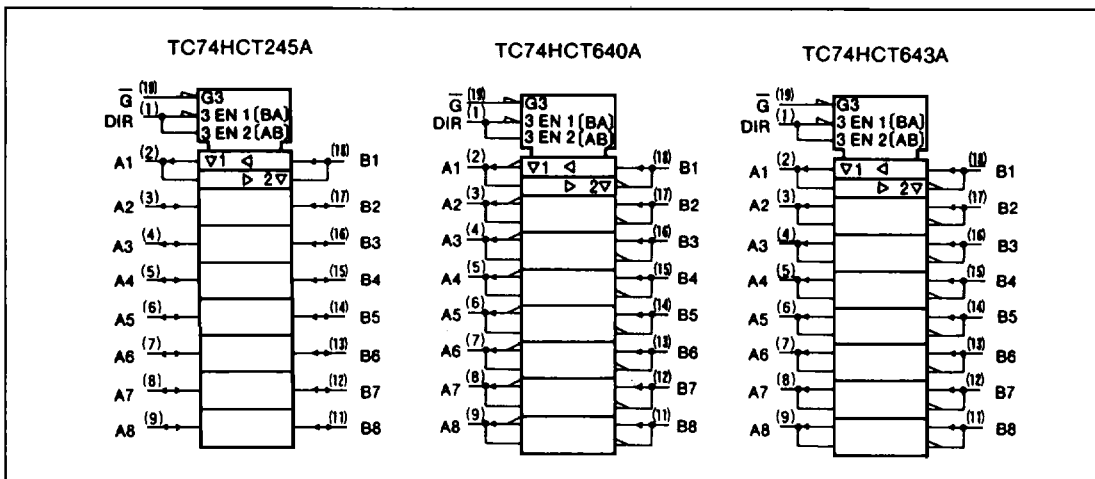 TC74HCT245A
G (19)
DIR (1)
G3
3 EN 1 (BA)
3 EN 2 (AB)
A1 (2) ▽1 ◁ (18) B1
▷ 2▽
A2 (3) (17) B2
A3 (4) (16) B3
A4 (5) (15) B4
A5 (6) (14) B5
A6 (7) (13) B6
A7 (8) (12) B7
A8 (9) (11) B8
TC74HCT640A
G (19)
DIR (1)
G3
3 EN 1 (BA)
3 EN 2 (AB)
A1 (2) ▽1 ◁ (18) B1
▷ 2▽
A2 (3) (17) B2
A3 (4) (16) B3
A4 (5) (15) B4
A5 (6) (14) B5
A6 (7) (13) B6
A7 (8) (12) B7
A8 (9) (11) B8
TC74HCT643A
G (19)
DIR (1)
G3
3 EN 1 (BA)
3 EN 2 (AB)
A1 (2) ▽1 ◁ (18) B1
▷ 2▽
A2 (3) (17) B2
A3 (4) (16) B3
A4 (5) (15) B4
A5 (6) (14) B5
A6 (7) (13) B6
A7 (8) (12) B7
A8 (9) (11) B8